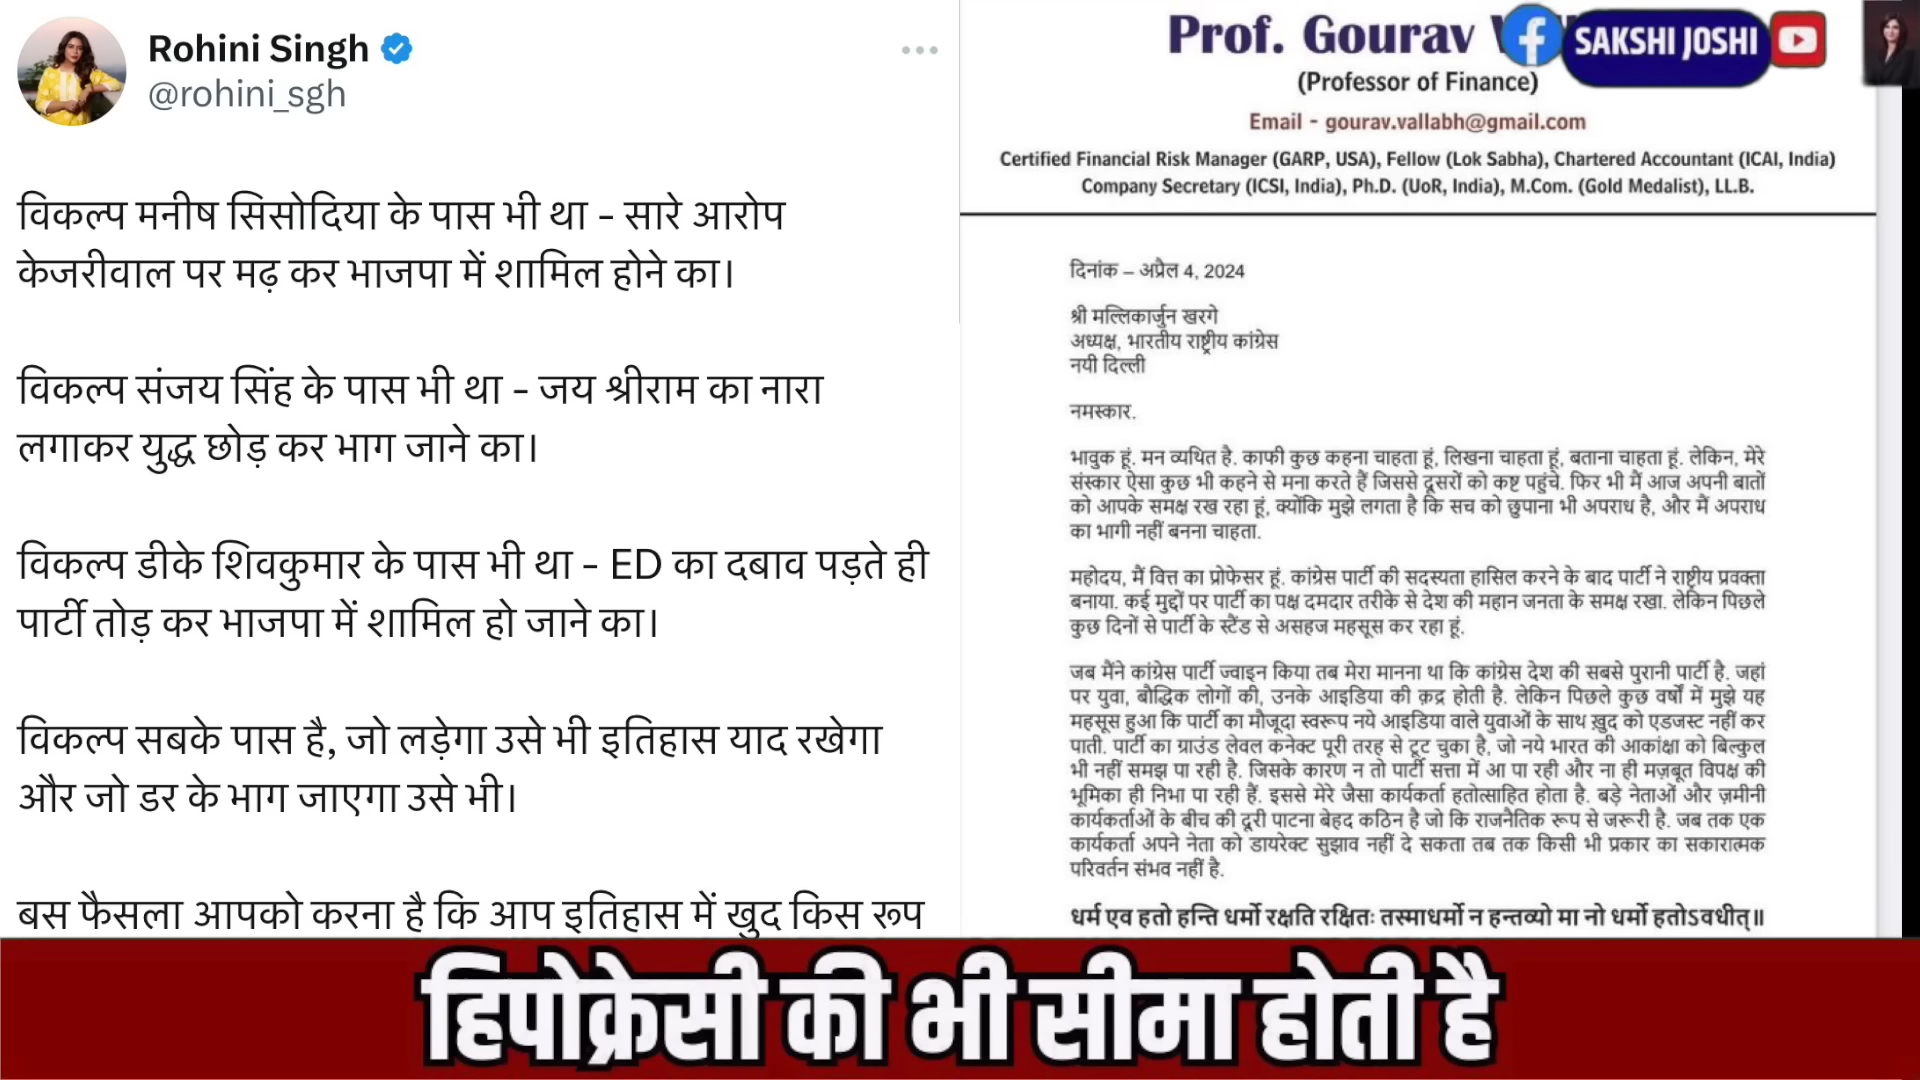 Rohini Singh
@rohini_sgh
विकल्प मनीष सिसोदिया के पास भी था - सारे आरोप
केजरीवाल पर मढ़ कर भाजपा में शामिल होने का।
विकल्प संजय सिंह के पास भी था - जय श्रीराम का नारा
लगाकर युद्ध छोड़ कर भाग जाने का।
विकल्प डीके शिवकुमार के पास भी था - ED का दबाव पड़ते ही
पार्टी तोड़ कर भाजपा में शामिल हो जाने का।
विकल्प सबके पास है, जो लड़ेगा उसे भी इतिहास याद रखेगा
और जो डर के भाग जाएगा उसे भी।
बस फैसला आपको करना है कि आप इतिहास में खुद किस रूप
Prof. Gourav
SAKSHI JOSHI
(Professor of Finance)
Email - gourav.vallabh@gmail.com
Certified Financial Risk Manager (GARP, USA), Fellow (Lok Sabha), Chartered Accountant (ICAI, India)
Company Secretary (ICSI, India), Ph.D. (UoR, India), M.Com. (Gold Medalist), LL.B.
दिनांक – अप्रैल 4, 2024
श्री मल्लिकार्जुन खरगे
अध्यक्ष, भारतीय राष्ट्रीय कांग्रेस
नयी दिल्ली
नमस्कार.
भावुक हूं. मन व्यथित है. काफी कुछ कहना चाहता हूं, लिखना चाहता हूं, बताना चाहता हूं. लेकिन, मेरे
संस्कार ऐसा कुछ भी कहने से मना करते हैं जिससे दूसरों को कष्ट पहुंचे. फिर भी मैं आज अपनी बातों
को आपके समक्ष रख रहा हूं, क्योंकि मुझे लगता है कि सच को छुपाना भी अपराध है, और मैं अपराध
का भागी नहीं बनना चाहता.
महोदय, मैं वित्त का प्रोफेसर हूं. कांग्रेस पार्टी की सदस्यता हासिल करने के बाद पार्टी ने राष्ट्रीय प्रवक्ता
बनाया. कई मुद्दों पर पार्टी का पक्ष दमदार तरीके से देश की महान जनता के समक्ष रखा. लेकिन पिछले
कुछ दिनों से पार्टी के स्टैंड से असहज महसूस कर रहा हूं.
जब मैंने कांग्रेस पार्टी ज्वाइन किया तब मेरा मानना था कि कांग्रेस देश की सबसे पुरानी पार्टी है. जहां
पर युवा, बौद्धिक लोगों की, उनके आइडिया की क़द्र होती है. लेकिन पिछले कुछ वर्षों में मुझे यह
महसूस हुआ कि पार्टी का मौजूदा स्वरूप नये आइडिया वाले युवाओं के साथ ख़ुद को एडजस्ट नहीं कर
पाती. पार्टी का ग्राउंड लेवल कनेक्ट पूरी तरह से टूट चुका है, जो नये भारत की आकांक्षा को बिल्कुल
भी नहीं समझ पा रही है. जिसके कारण न तो पार्टी सत्ता में आ पा रही और ना ही मज़बूत विपक्ष की
भूमिका ही निभा पा रही हैं. इससे मेरे जैसा कार्यकर्ता हतोत्साहित होता है. बड़े नेताओं और ज़मीनी
कार्यकर्ताओं के बीच की दूरी पाटना बेहद कठिन है जो कि राजनैतिक रूप से जरूरी है. जब तक एक
कार्यकर्ता अपने नेता को डायरेक्ट सुझाव नहीं दे सकता तब तक किसी भी प्रकार का सकारात्मक
परिवर्तन संभव नहीं है.
धर्म एव हतो हन्ति धर्मो रक्षति रक्षितः तस्माधर्मो न हन्तव्यो मा नो धर्मो हतोऽवधीत्॥
हिपोक्रेसी की भी सीमा होती है